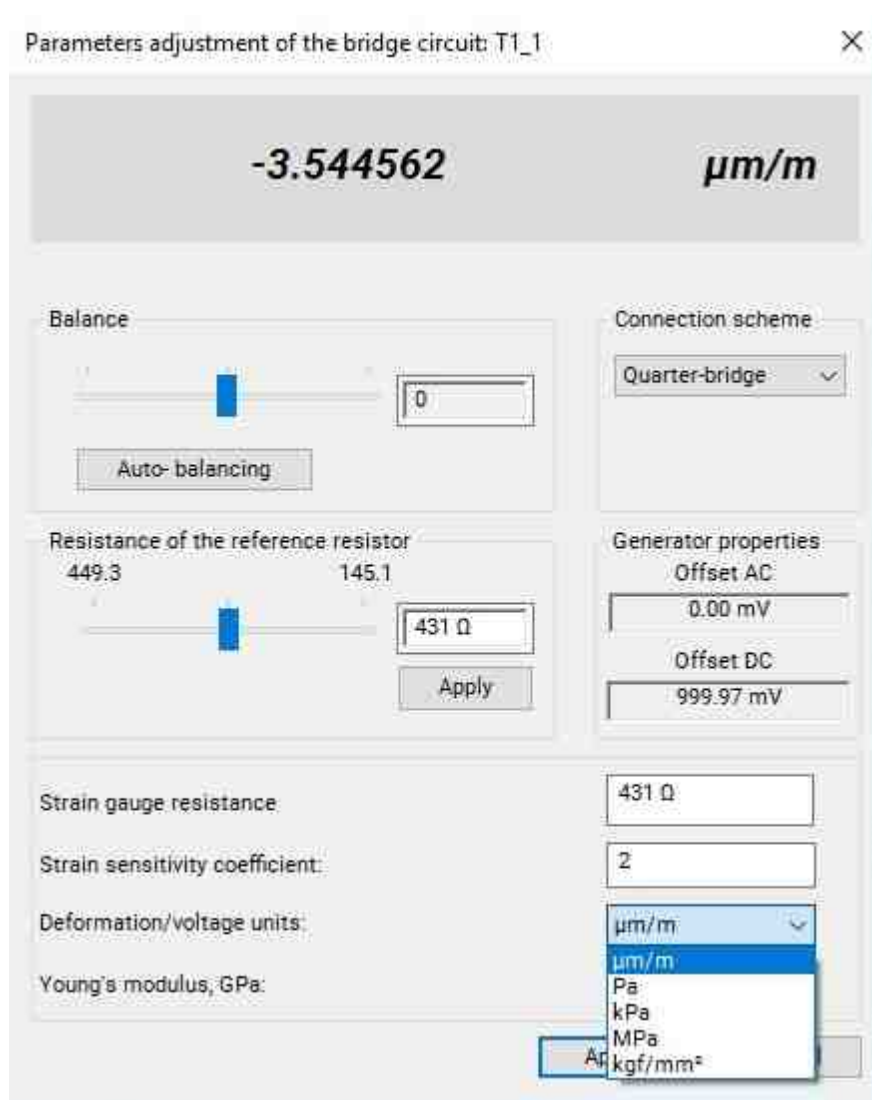 Parameters adjustment of the bridge circuit: T1_1
-3.544562 µm/m
Balance
0
Auto- balancing
Connection scheme
Quarter-bridge
Resistance of the reference resistor
449.3 145.1
431 Ω
Apply
Generator properties
Offset AC
0.00 mV
Offset DC
999.97 mV
Strain gauge resistance
431 Ω
Strain sensitivity coefficient:
2
Deformation/voltage units:
µm/m
µm/m
Pa
kPa
MPa
kgf/mm²
Young's modulus, GPa: